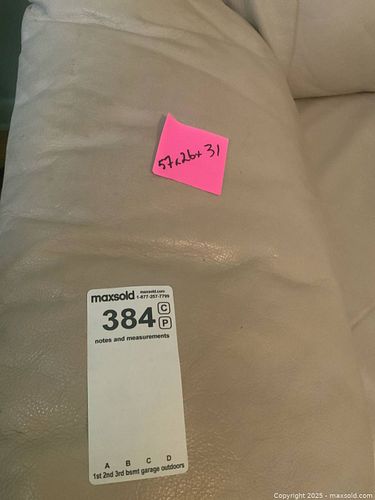 57x26x31
maxsold maxsold.com
1-877-257-7799
384 C
P
notes and measurements
A B C D
1st 2nd 3rd bsmt garage outdoors
Copyright 2025 - maxsold.com